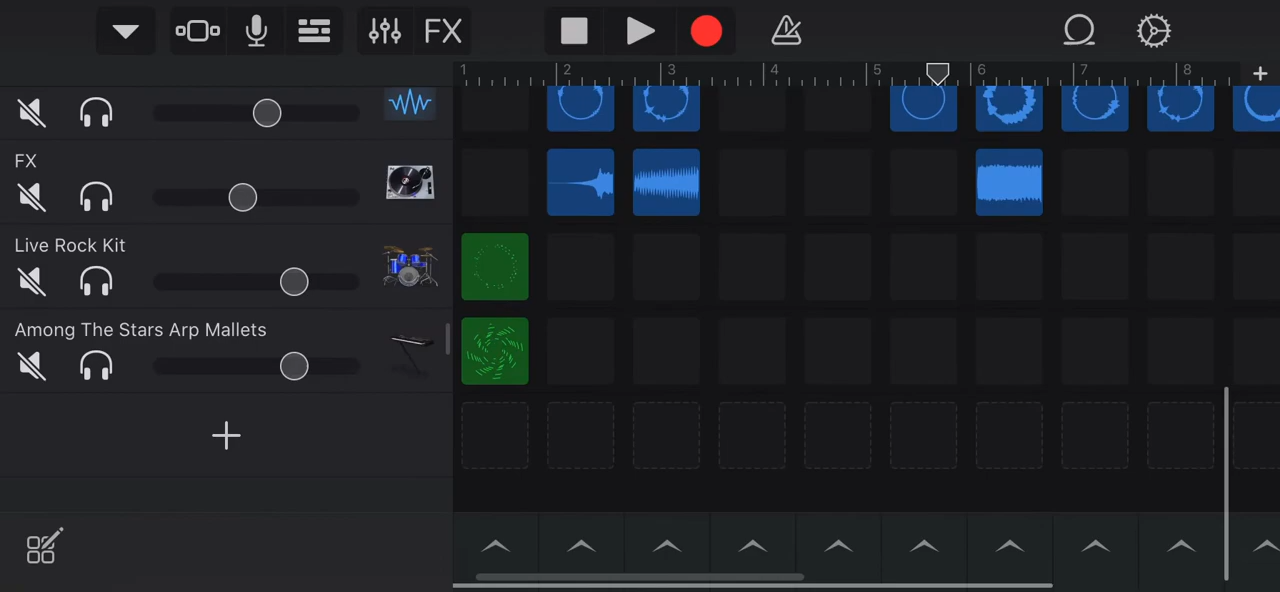 FX
1 2 3 4 5 6 7 8 +
FX
Live Rock Kit
Among The Stars Arp Mallets
+